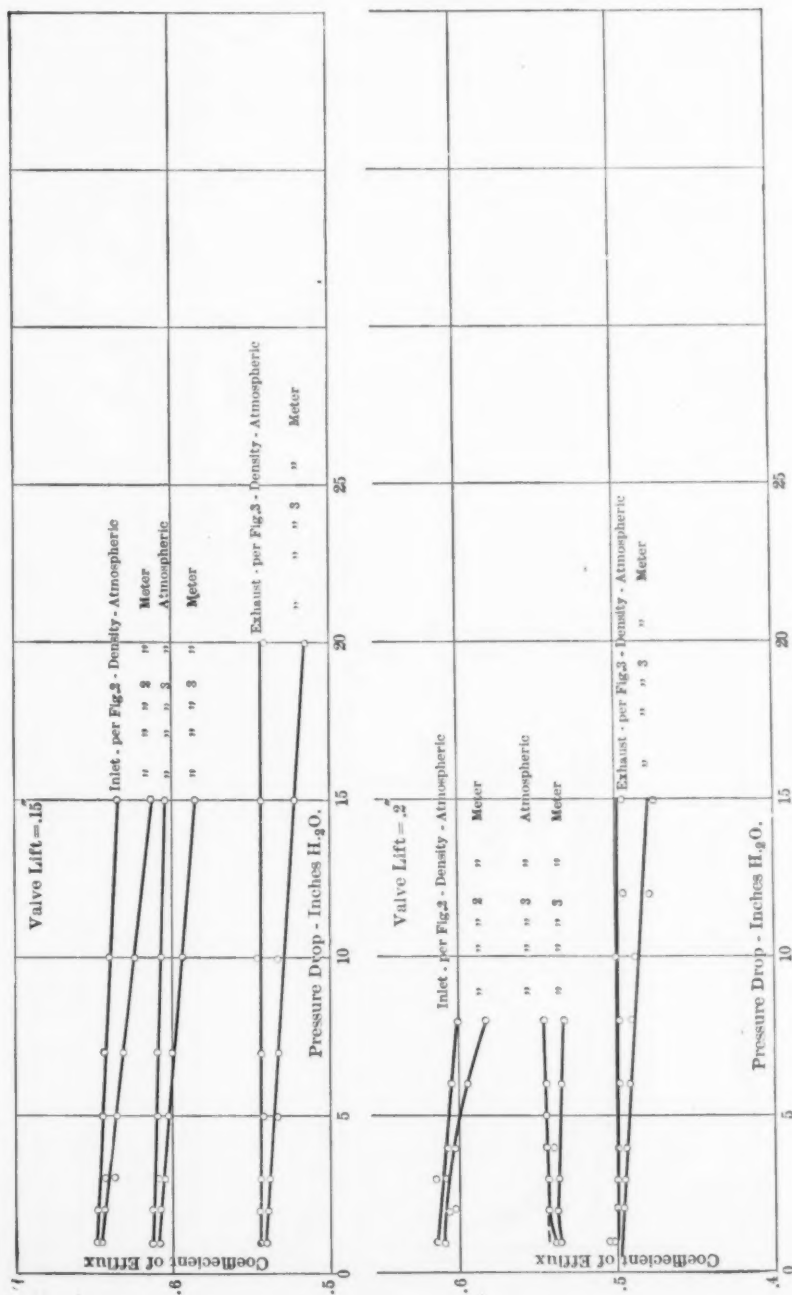 Valve Lift = .15"
Coefficient of Efflux
.7
.6
.5
Inlet - per Fig.2 - Density - Atmospheric
" " " 2 " Meter
" " " 3 " Atmospheric
" " " 3 " Meter
Exhaust - per Fig.3 - Density - Atmospheric
" " " 3 " Meter
0 5 10 15 20 25
Pressure Drop - Inches H.₂O.
Valve Lift = .2"
Coefficient of Efflux
.6
.5
.4
Inlet - per Fig.2 - Density - Atmospheric
" " " 2 " Meter
" " " 3 " Atmospheric
" " " 3 " Meter
Exhaust - per Fig.3 - Density - Atmospheric
" " " 3 " Meter
0 5 10 15 20 25
Pressure Drop - Inches H.₂O.